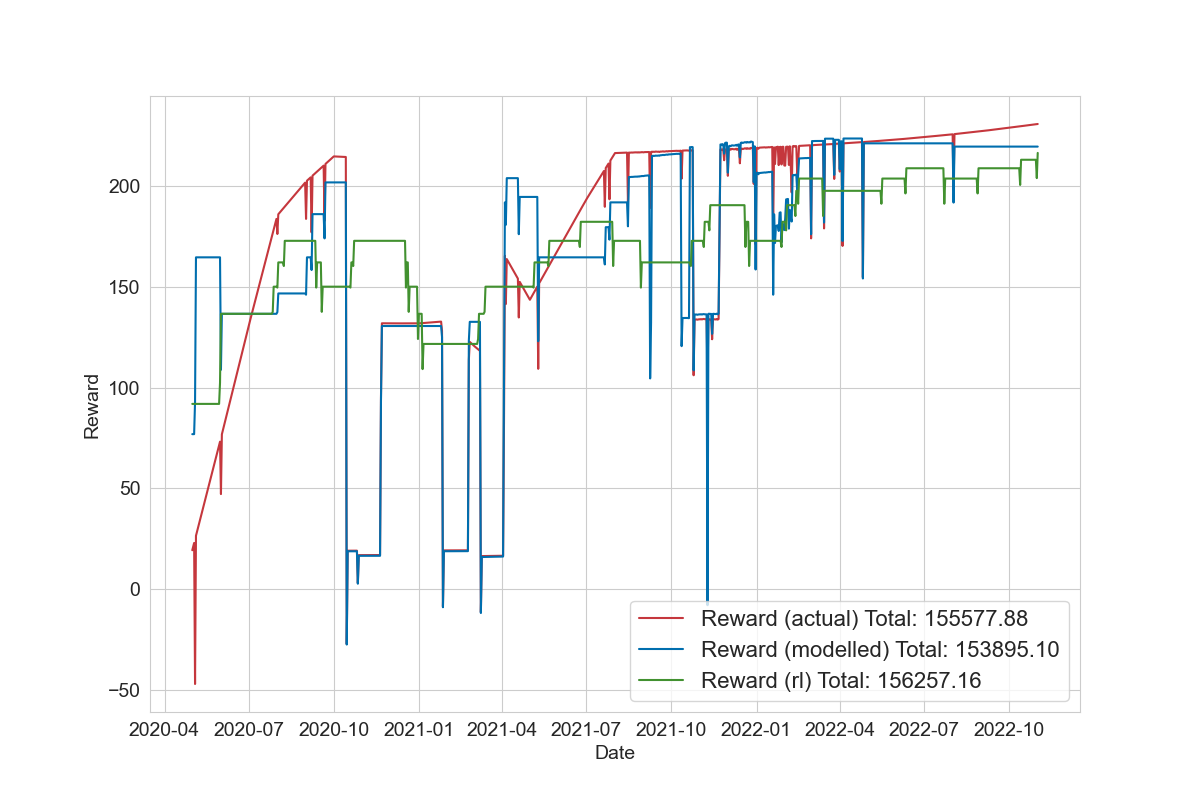 200
150
100
50
0
−50
Reward
Reward (actual) Total: 155577.88
Reward (modelled) Total: 153895.10
Reward (rl) Total: 156257.16
2020-04 2020-07 2020-10 2021-01 2021-04 2021-07 2021-10 2022-01 2022-04 2022-07 2022-10
Date